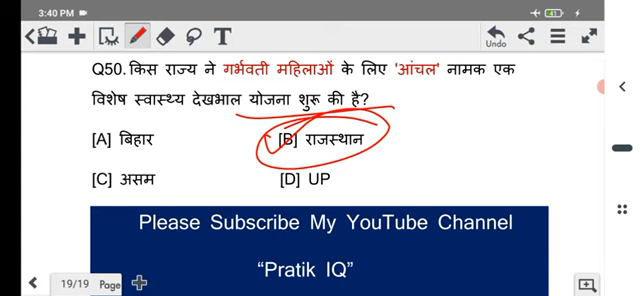 3:40 PM
41
Undo
Q50. किस राज्य ने गर्भवती महिलाओं के लिए 'आंचल' नामक एक
विशेष स्वास्थ्य देखभाल योजना शुरू की है?
[A] बिहार [B] राजस्थान
[C] असम [D] UP
Please Subscribe My YouTube Channel
“Pratik IQ”
19/19 Page